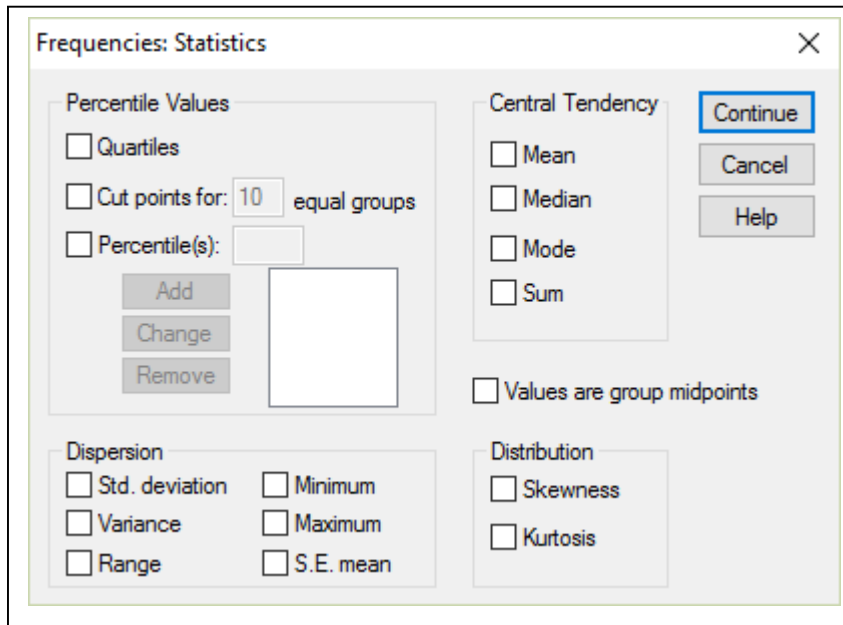 Frequencies: Statistics
Percentile Values
Quartiles
Cut points for: 10 equal groups
Percentile(s):
Add
Change
Remove
Central Tendency
Mean
Median
Mode
Sum
Continue
Cancel
Help
Values are group midpoints
Dispersion
Std. deviation Minimum
Variance Maximum
Range S.E. mean
Distribution
Skewness
Kurtosis